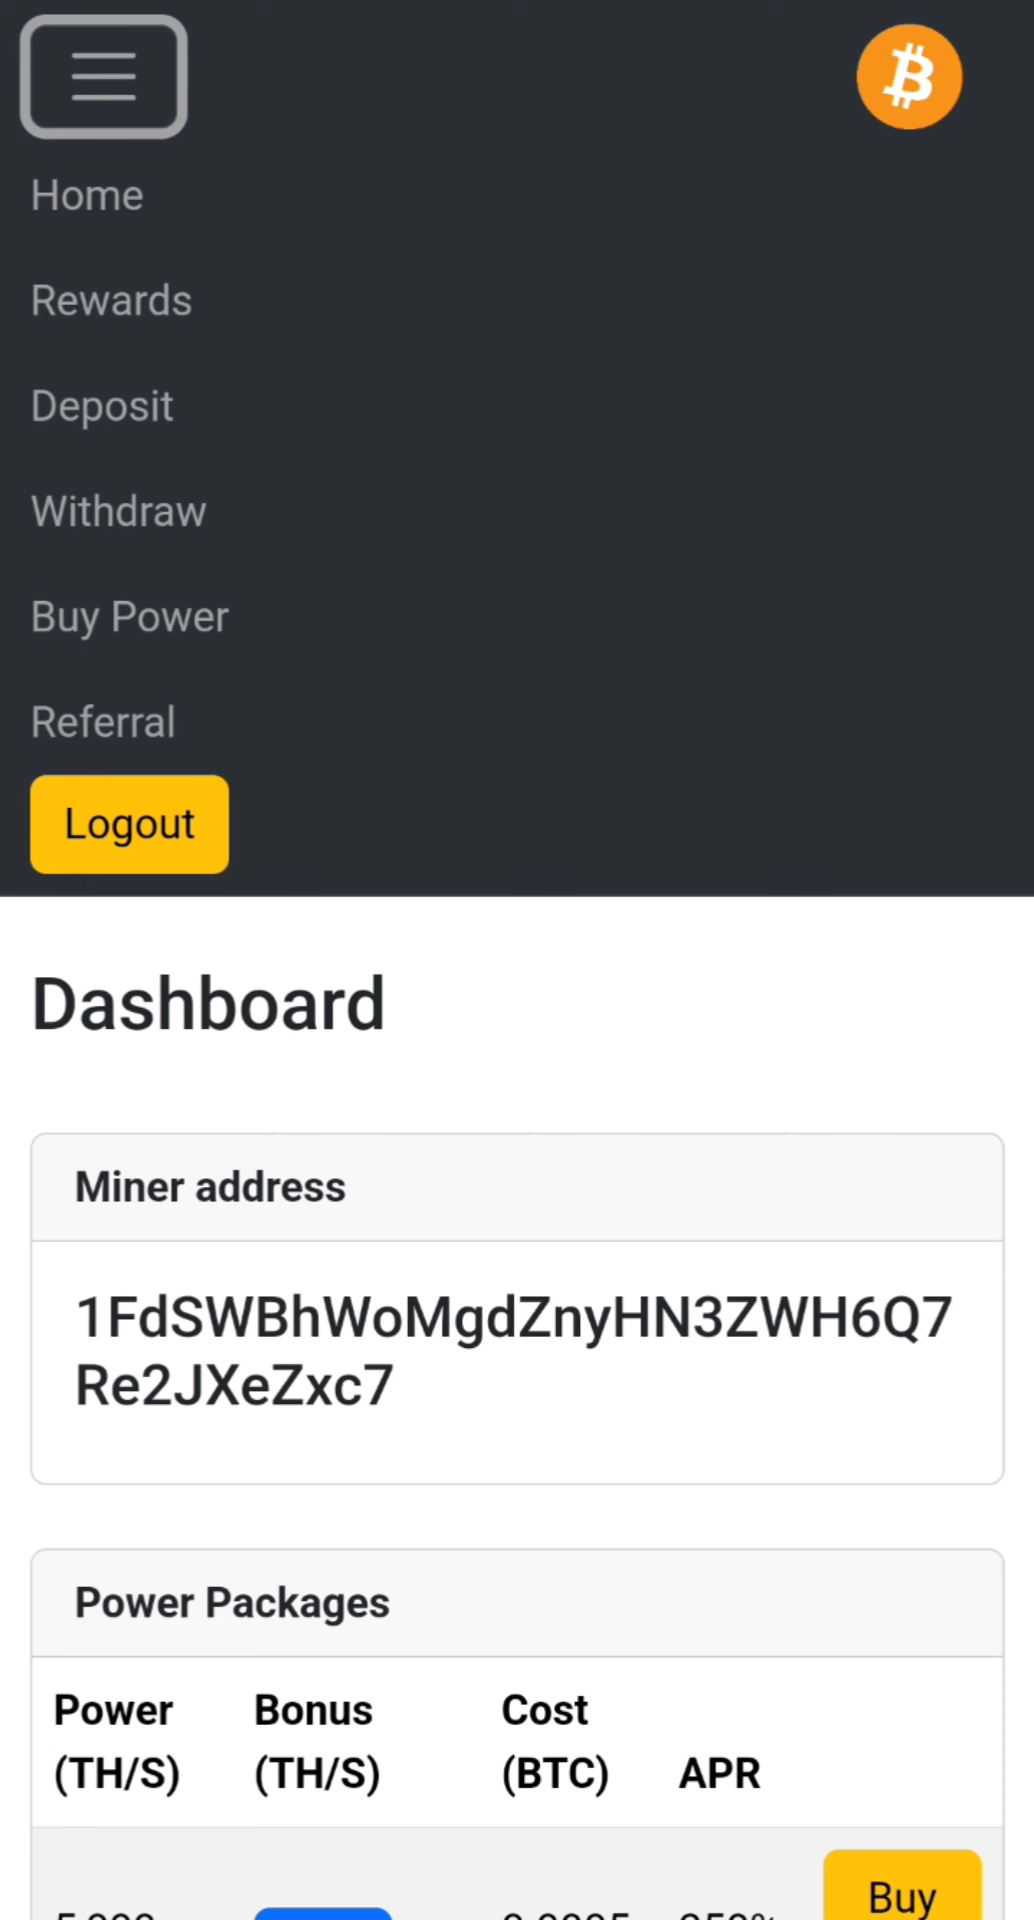 Home
Rewards
Deposit
Withdraw
Buy Power
Referral
Logout
Dashboard
Miner address
1FdSWBhWoMgdZnyHN3ZWH6Q7
Re2JXeZxc7
Power Packages
Power
(TH/S)
Bonus
(TH/S)
Cost
(BTC)
APR
Buy